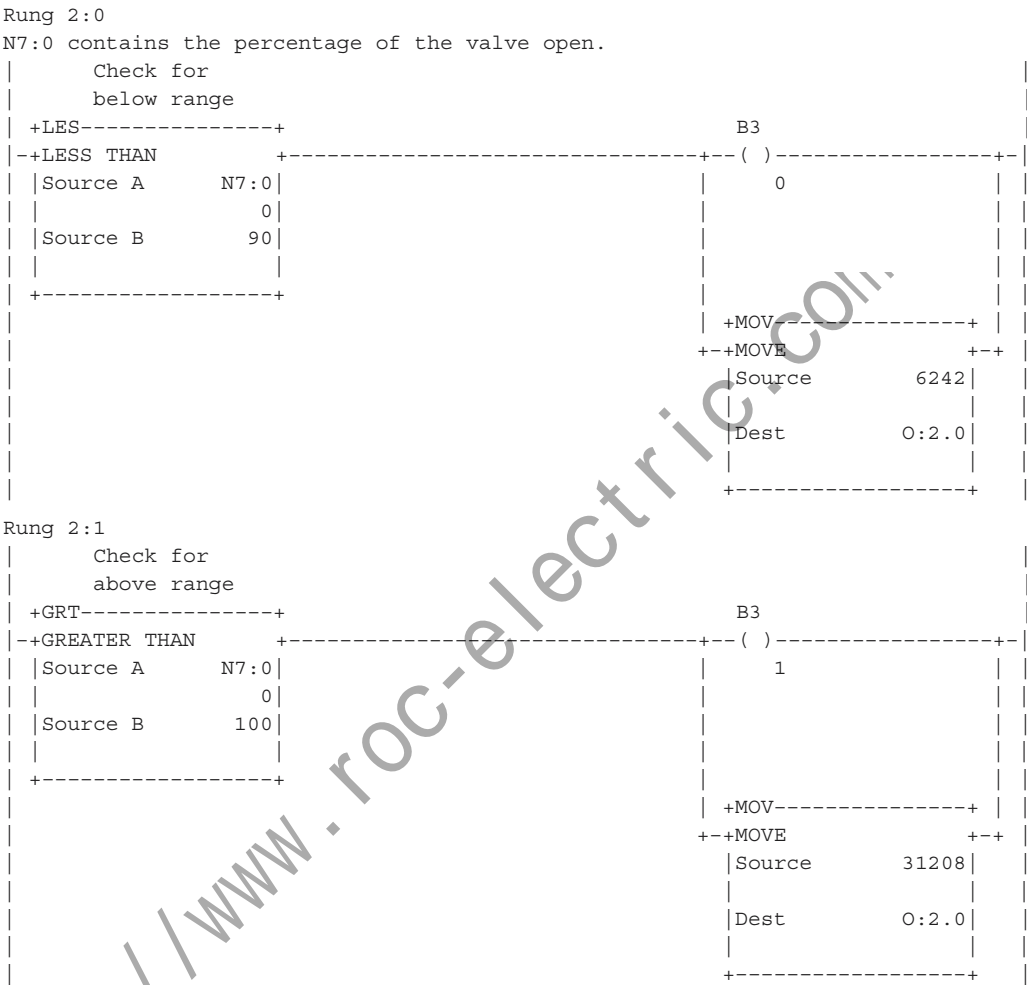 Rung 2:0
N7:0 contains the percentage of the valve open.
|      Check for                                                                |
|      below range                                                              |
| +LES---------------+                                    B3                    |
|-+LESS THAN         +--------------------------------+--( )-----------------+-|
| |Source A      N7:0|                                |     0                | |
| |                 0|                                |                      | |
| |Source B        90|                                |                      | |
| |                  |                                |                      | |
| +------------------+                                |                      | |
|                                                     | +MOV---------------+ | |
|                                                     +-+MOVE              +-+ |
|                                                       |Source        6242|   |
|                                                       |                  |   |
|                                                       |Dest         O:2.0|   |
|                                                       |                  |   |
|                                                       +------------------+   |
Rung 2:1
|      Check for                                                                |
|      above range                                                              |
| +GRT---------------+                                    B3                    |
|-+GREATER THAN      +--------------------------------+--( )-----------------+-|
| |Source A      N7:0|                                |     1                | |
| |                 0|                                |                      | |
| |Source B       100|                                |                      | |
| |                  |                                |                      | |
| +------------------+                                |                      | |
|                                                     | +MOV---------------+ | |
|                                                     +-+MOVE              +-+ |
|                                                       |Source       31208|   |
|                                                       |                  |   |
|                                                       |Dest         O:2.0|   |
|                                                       |                  |   |
|                                                       +------------------+   |
//www.roc-electric.com